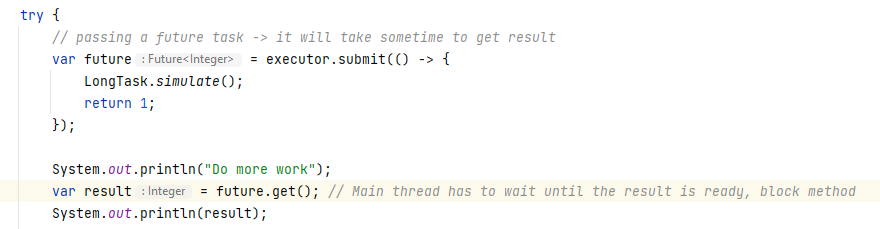 try {
// passing a future task -> it will take sometime to get result
var future : Future<Integer> = executor.submit(() -> {
LongTask.simulate();
return 1;
});
System.out.println("Do more work");
var result : Integer = future.get(); // Main thread has to wait until the result is ready, block method
System.out.println(result);